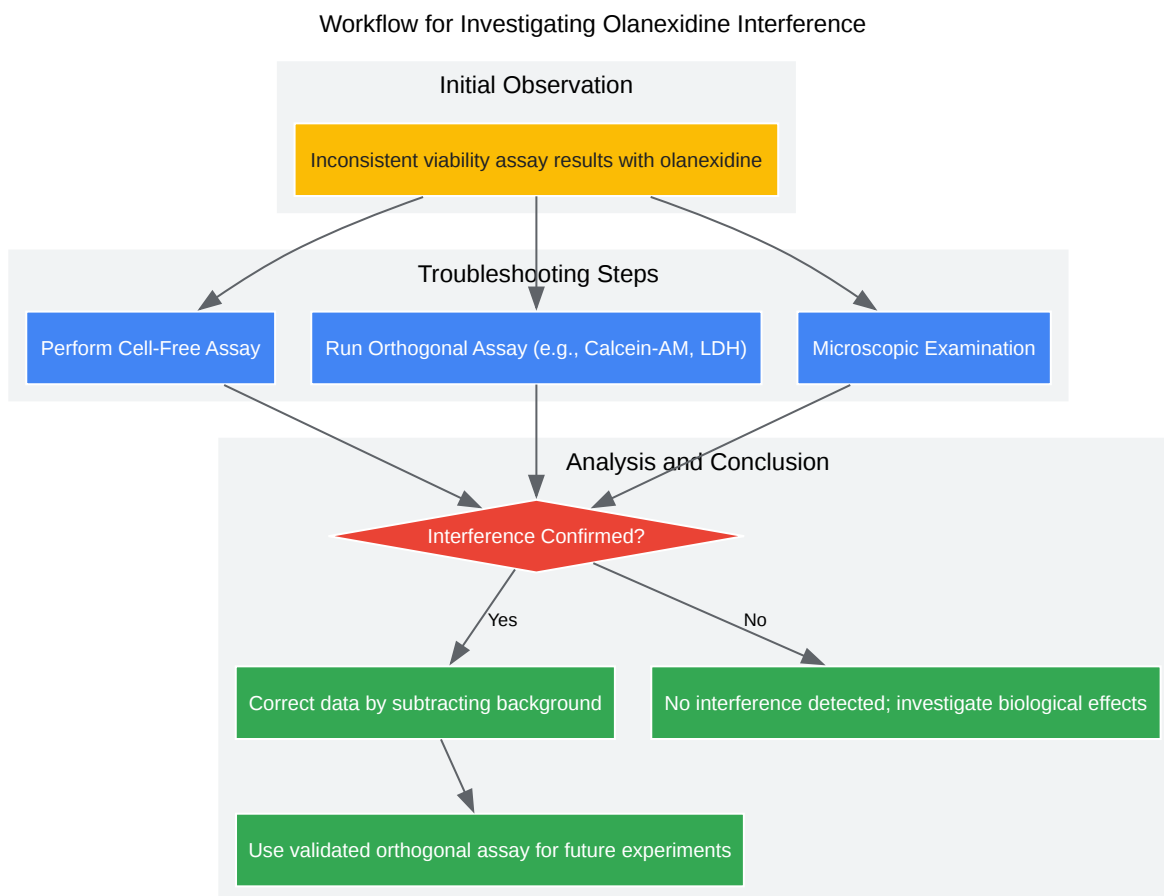 Workflow for Investigating Olanexidine Interference
Initial Observation
Inconsistent viability assay results with olanexidine
Troubleshooting Steps
Perform Cell-Free Assay
Run Orthogonal Assay (e.g., Calcein-AM, LDH)
Microscopic Examination
Analysis and Conclusion
Interference Confirmed?
Yes
No
Correct data by subtracting background
No interference detected; investigate biological effects
Use validated orthogonal assay for future experiments